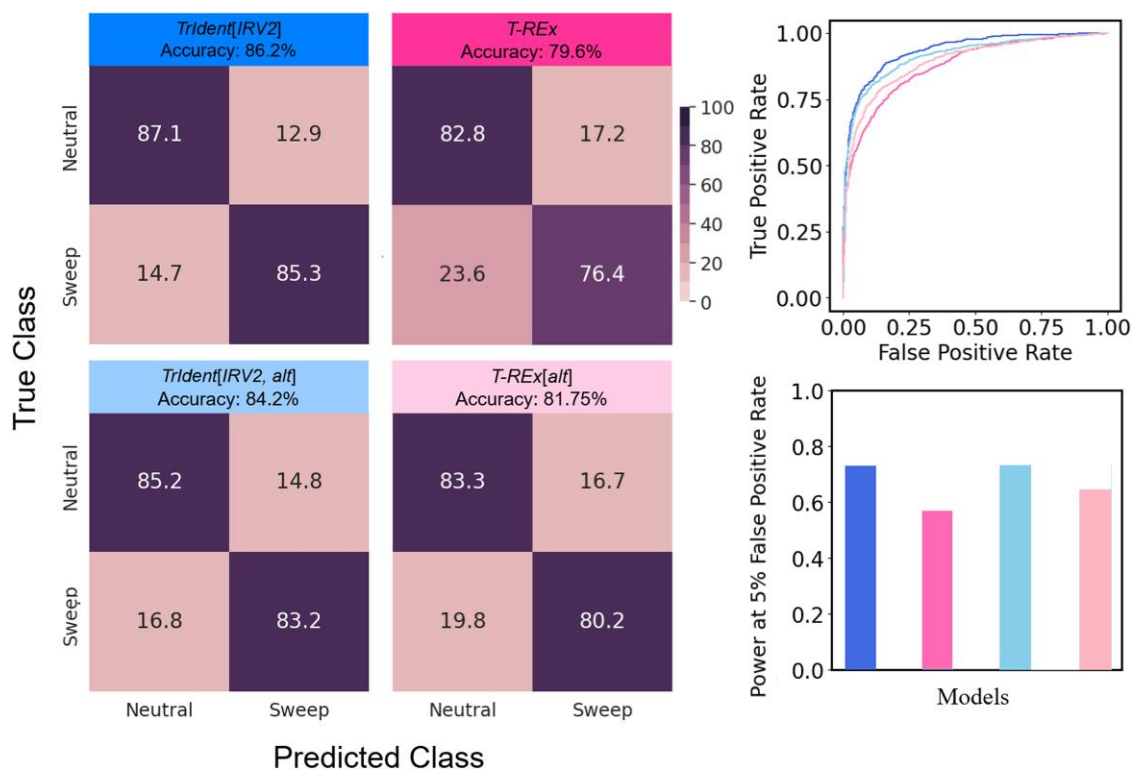 TrIdent[IRV2]
Accuracy: 86.2%
T-REx
Accuracy: 79.6%
True Class
Neutral
87.1
12.9
82.8
17.2
Sweep
14.7
85.3
23.6
76.4
100
80
60
40
20
0
TrIdent[IRV2, alt]
Accuracy: 84.2%
T-REx[alt]
Accuracy: 81.75%
Neutral
85.2
14.8
83.3
16.7
Sweep
16.8
83.2
19.8
80.2
Neutral
Sweep
Neutral
Sweep
Predicted Class
True Positive Rate
1.00
0.75
0.50
0.25
0.00
0.00
0.25
0.50
0.75
1.00
False Positive Rate
Power at 5% False Positive Rate
1.0
0.8
0.6
0.4
0.2
0.0
Models